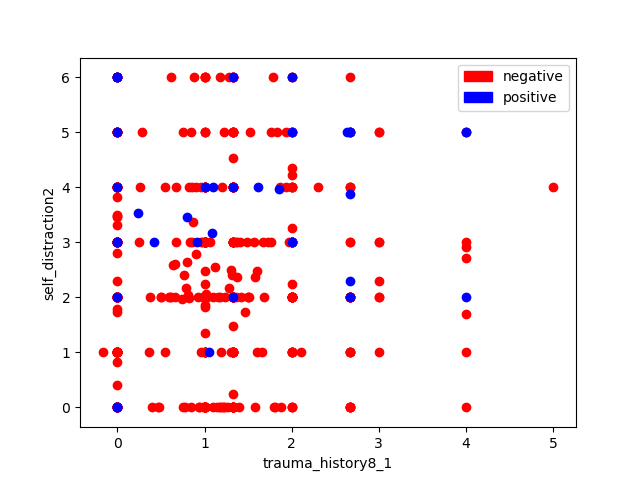 negative
positive
6
5
4
3
2
1
0
self_distraction2
0 1 2 3 4 5
trauma_history8_1